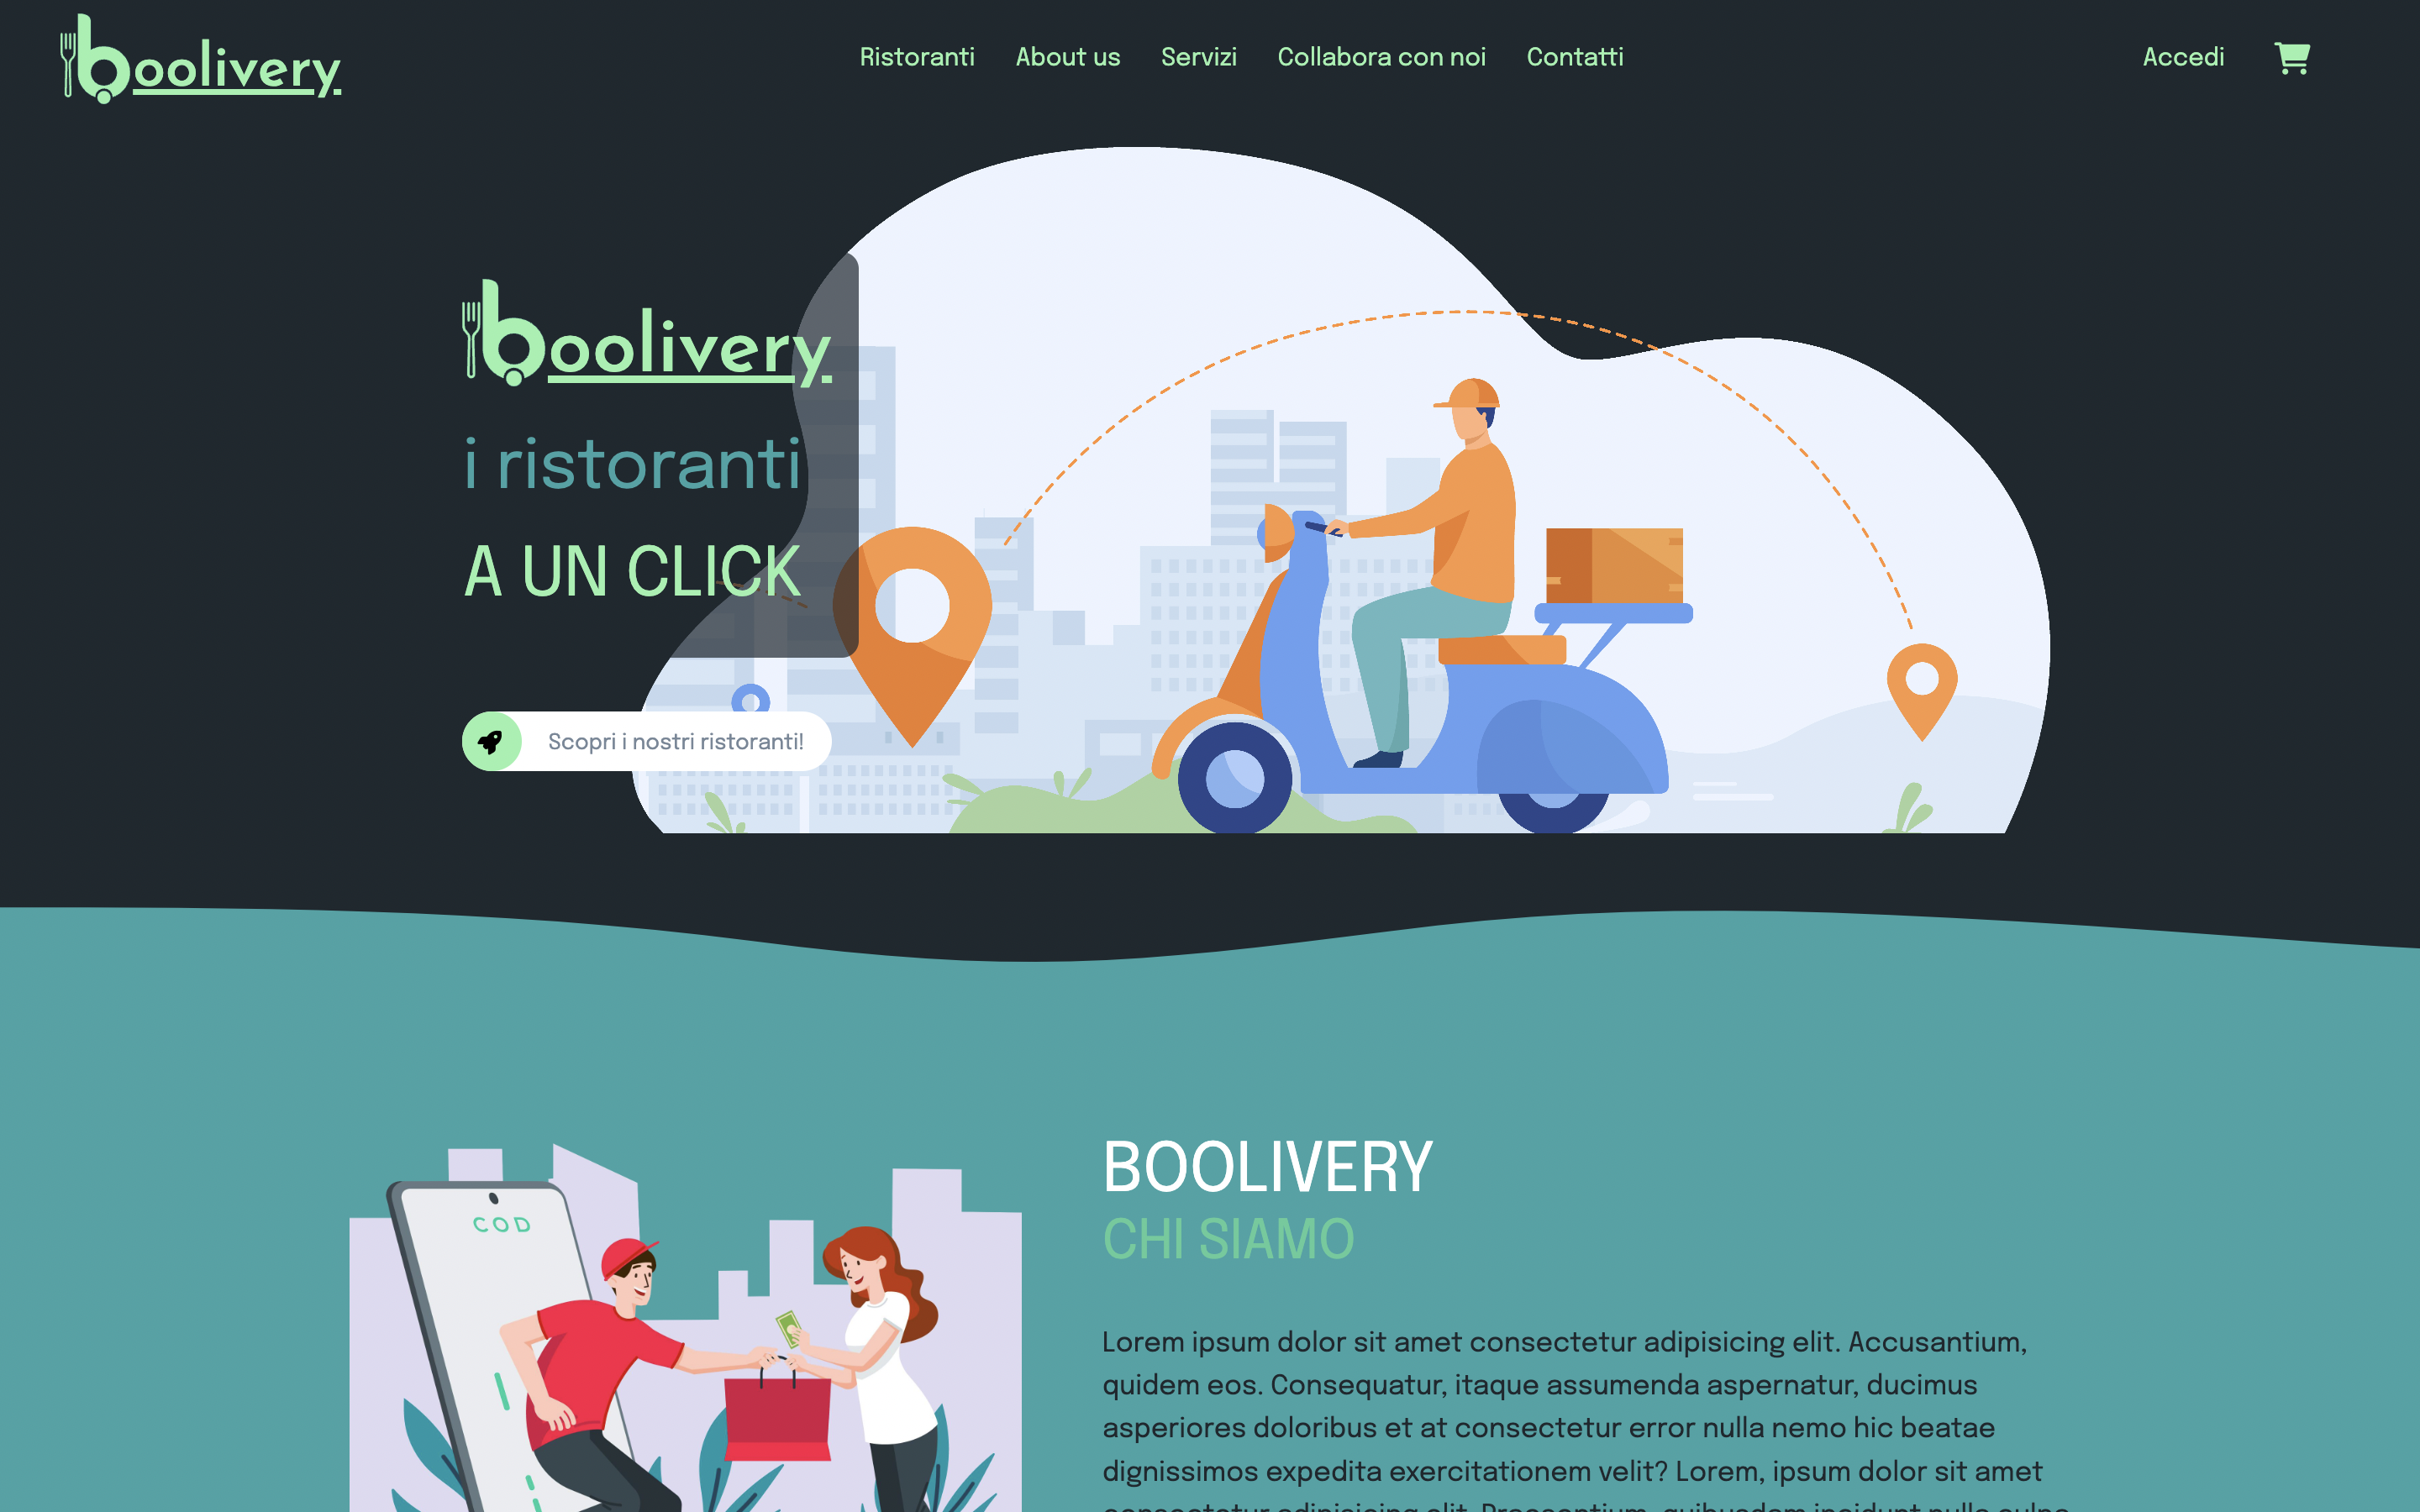 boolivery.
Ristoranti
About us
Servizi
Collabora con noi
Contatti
Accedi
boolivery.
i ristoranti
A UN CLICK
Scopri i nostri ristoranti!
COD
BOOLIVERY
CHI SIAMO
Lorem ipsum dolor sit amet consectetur adipisicing elit. Accusantium,
quidem eos. Consequatur, itaque assumenda aspernatur, ducimus
asperiores doloribus et at consectetur error nulla nemo hic beatae
dignissimos expedita exercitationem velit? Lorem, ipsum dolor sit amet